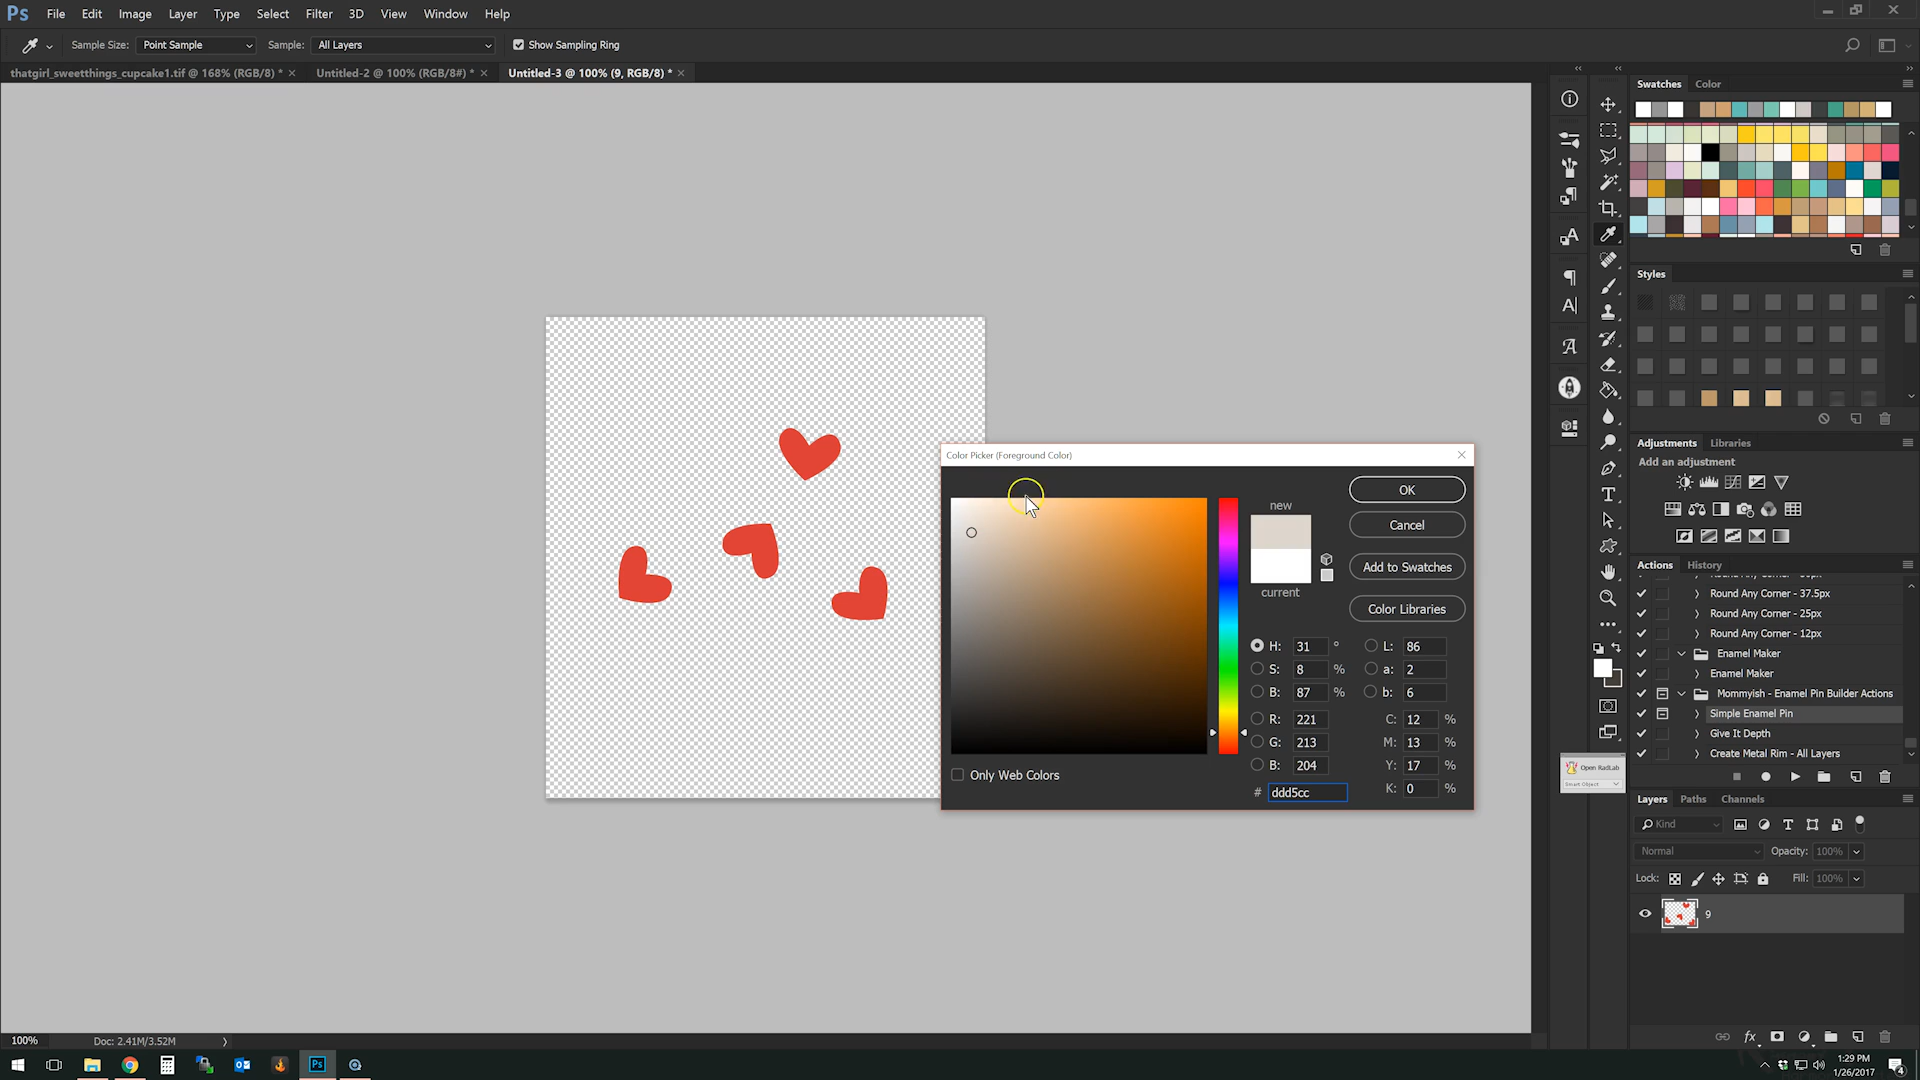 Ps File Edit Image Layer Type Select Filter 3D View Window Help
Sample Size: Point Sample Sample: All Layers Show Sampling Ring
thatgirl_sweetthings_cupcake1.tif @ 168% (RGB/8) * × Untitled-2 @ 100% (RGB/8#) * × Untitled-3 @ 100% (9, RGB/8) * ×
Swatches Color
Styles
Adjustments Libraries
Add an adjustment
Color Picker (Foreground Color)
new
current
OK
Cancel
Add to Swatches
Color Libraries
H: 31 ° L: 86
S: 8 % a: 2
B: 87 % b: 6
R: 221 C: 12 %
G: 213 M: 13 %
B: 204 Y: 17 %
# ddd5cc K: 0 %
Only Web Colors
Actions History
Round Any Corner - 37.5px
Round Any Corner - 25px
Round Any Corner - 12px
Enamel Maker
Enamel Maker
Mommyish - Enamel Pin Builder Actions
Simple Enamel Pin
Give It Depth
Create Metal Rim - All Layers
Open RadLab
Smart Object
Layers Paths Channels
Kind
Normal Opacity: 100%
Lock: Fill: 100%
9
100% Doc: 2.41M/3.52M
Ps
1:29 PM
1/26/2017
4